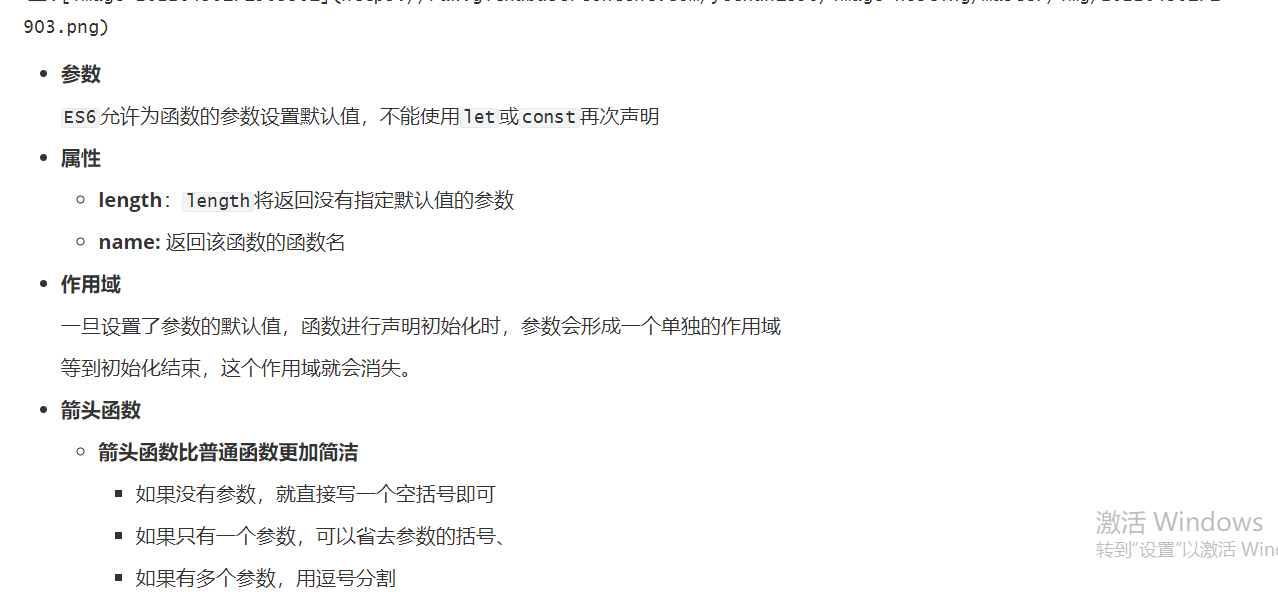 903.png)
参数
ES6允许为函数的参数设置默认值，不能使用let或const再次声明
属性
length：length将返回没有指定默认值的参数
name: 返回该函数的函数名
作用域
一旦设置了参数的默认值，函数进行声明初始化时，参数会形成一个单独的作用域
等到初始化结束，这个作用域就会消失。
箭头函数
箭头函数比普通函数更加简洁
如果没有参数，就直接写一个空括号即可
如果只有一个参数，可以省去参数的括号、
如果有多个参数，用逗号分割
激活 Windows
转到“设置”以激活